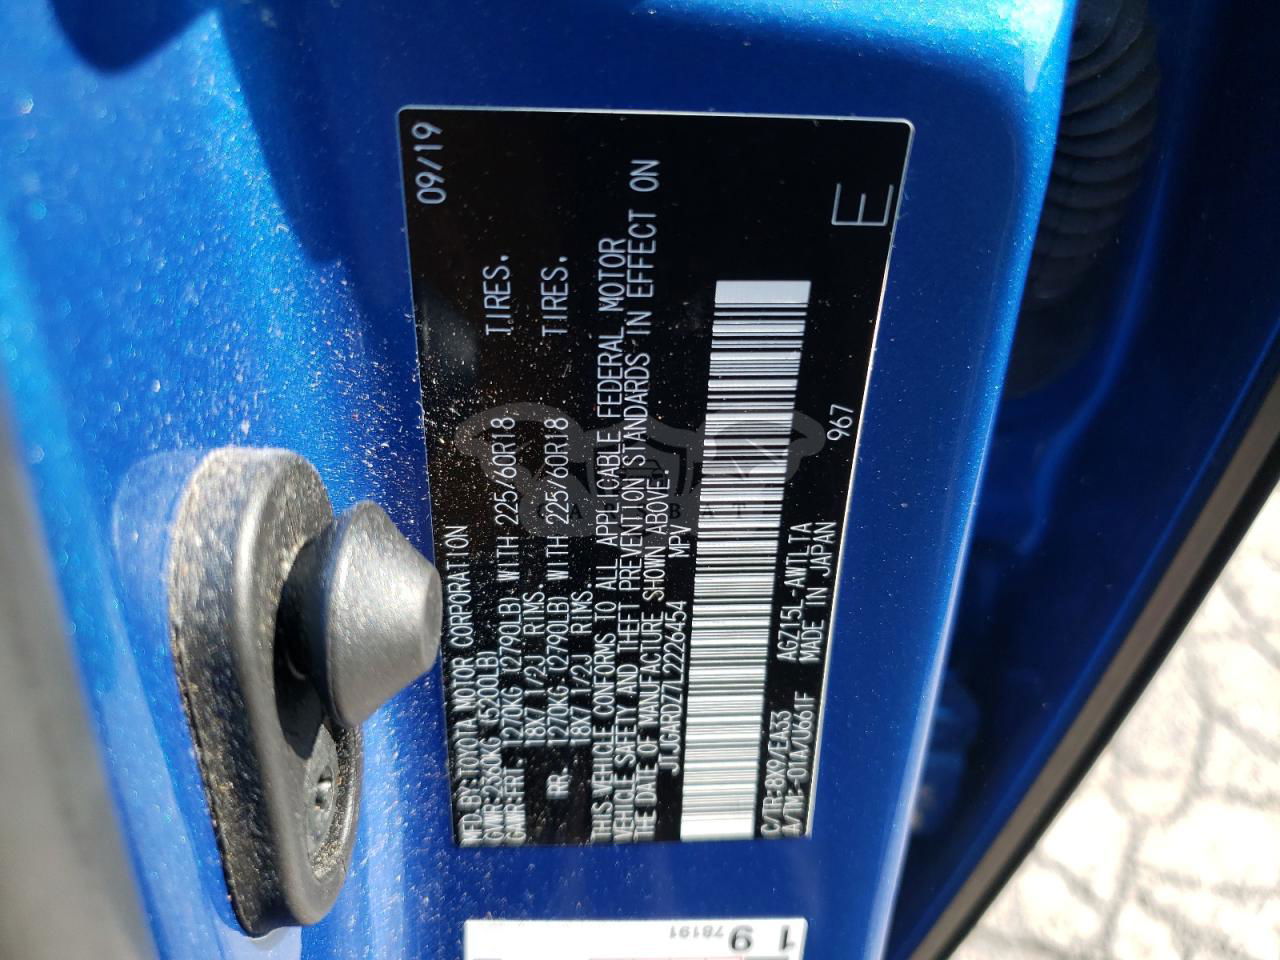 MFD. BY: TOYOTA MOTOR CORPORATION 09/19
GVWR: 2360KG (5200LB)
GAWR: FRT. 1270KG (2790LB) WITH 225/60R18 TIRES.
18X7 1/2J RIMS.
RR. 1270KG (2790LB) WITH 225/60R18 TIRES.
18X7 1/2J RIMS.
THIS VEHICLE CONFORMS TO ALL APPLICABLE FEDERAL MOTOR
VEHICLE SAFETY AND THEFT PREVENTION STANDARDS IN EFFECT ON
THE DATE OF MANUFACTURE SHOWN ABOVE.
JTJGARDZ7L2226454 MPV
C/TR: 8X9/EA33 AGZ15L-AWTLTA 967
A/TM: -01A/U661F MADE IN JAPAN
E
19
78191